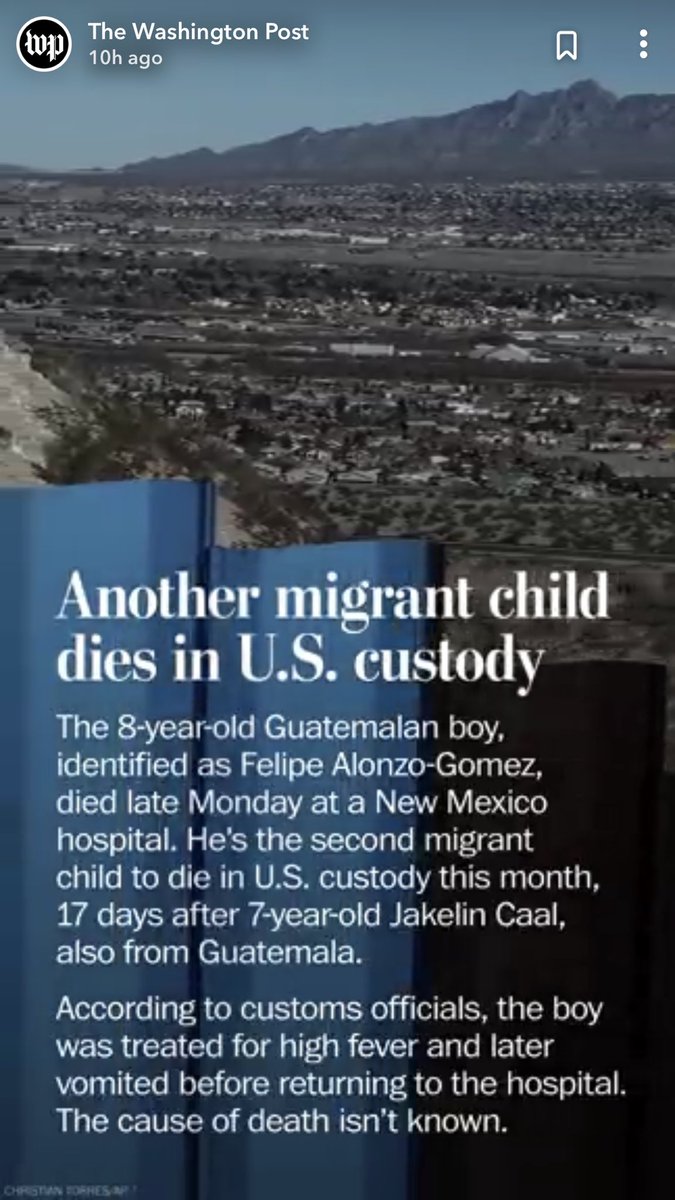 The Washington Post
10h ago
wp
Another migrant child
dies in U.S. custody
The 8-year-old Guatemalan boy,
identified as Felipe Alonzo-Gomez,
died late Monday at a New Mexico
hospital. He's the second migrant
child to die in U.S. custody this month,
17 days after 7-year-old Jakelin Caal,
also from Guatemala.
According to customs officials, the boy
was treated for high fever and later
vomited before returning to the hospital.
The cause of death isn't known.
CHRISTIAN TORRES/AP